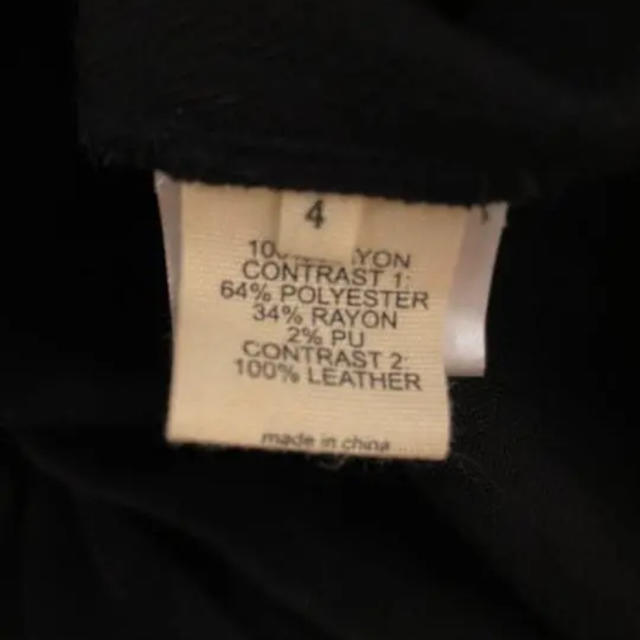 4
CONTRAST 1:
64% POLYESTER
34% RAYON
2% PU
CONTRAST 2:
100% LEATHER
made in china